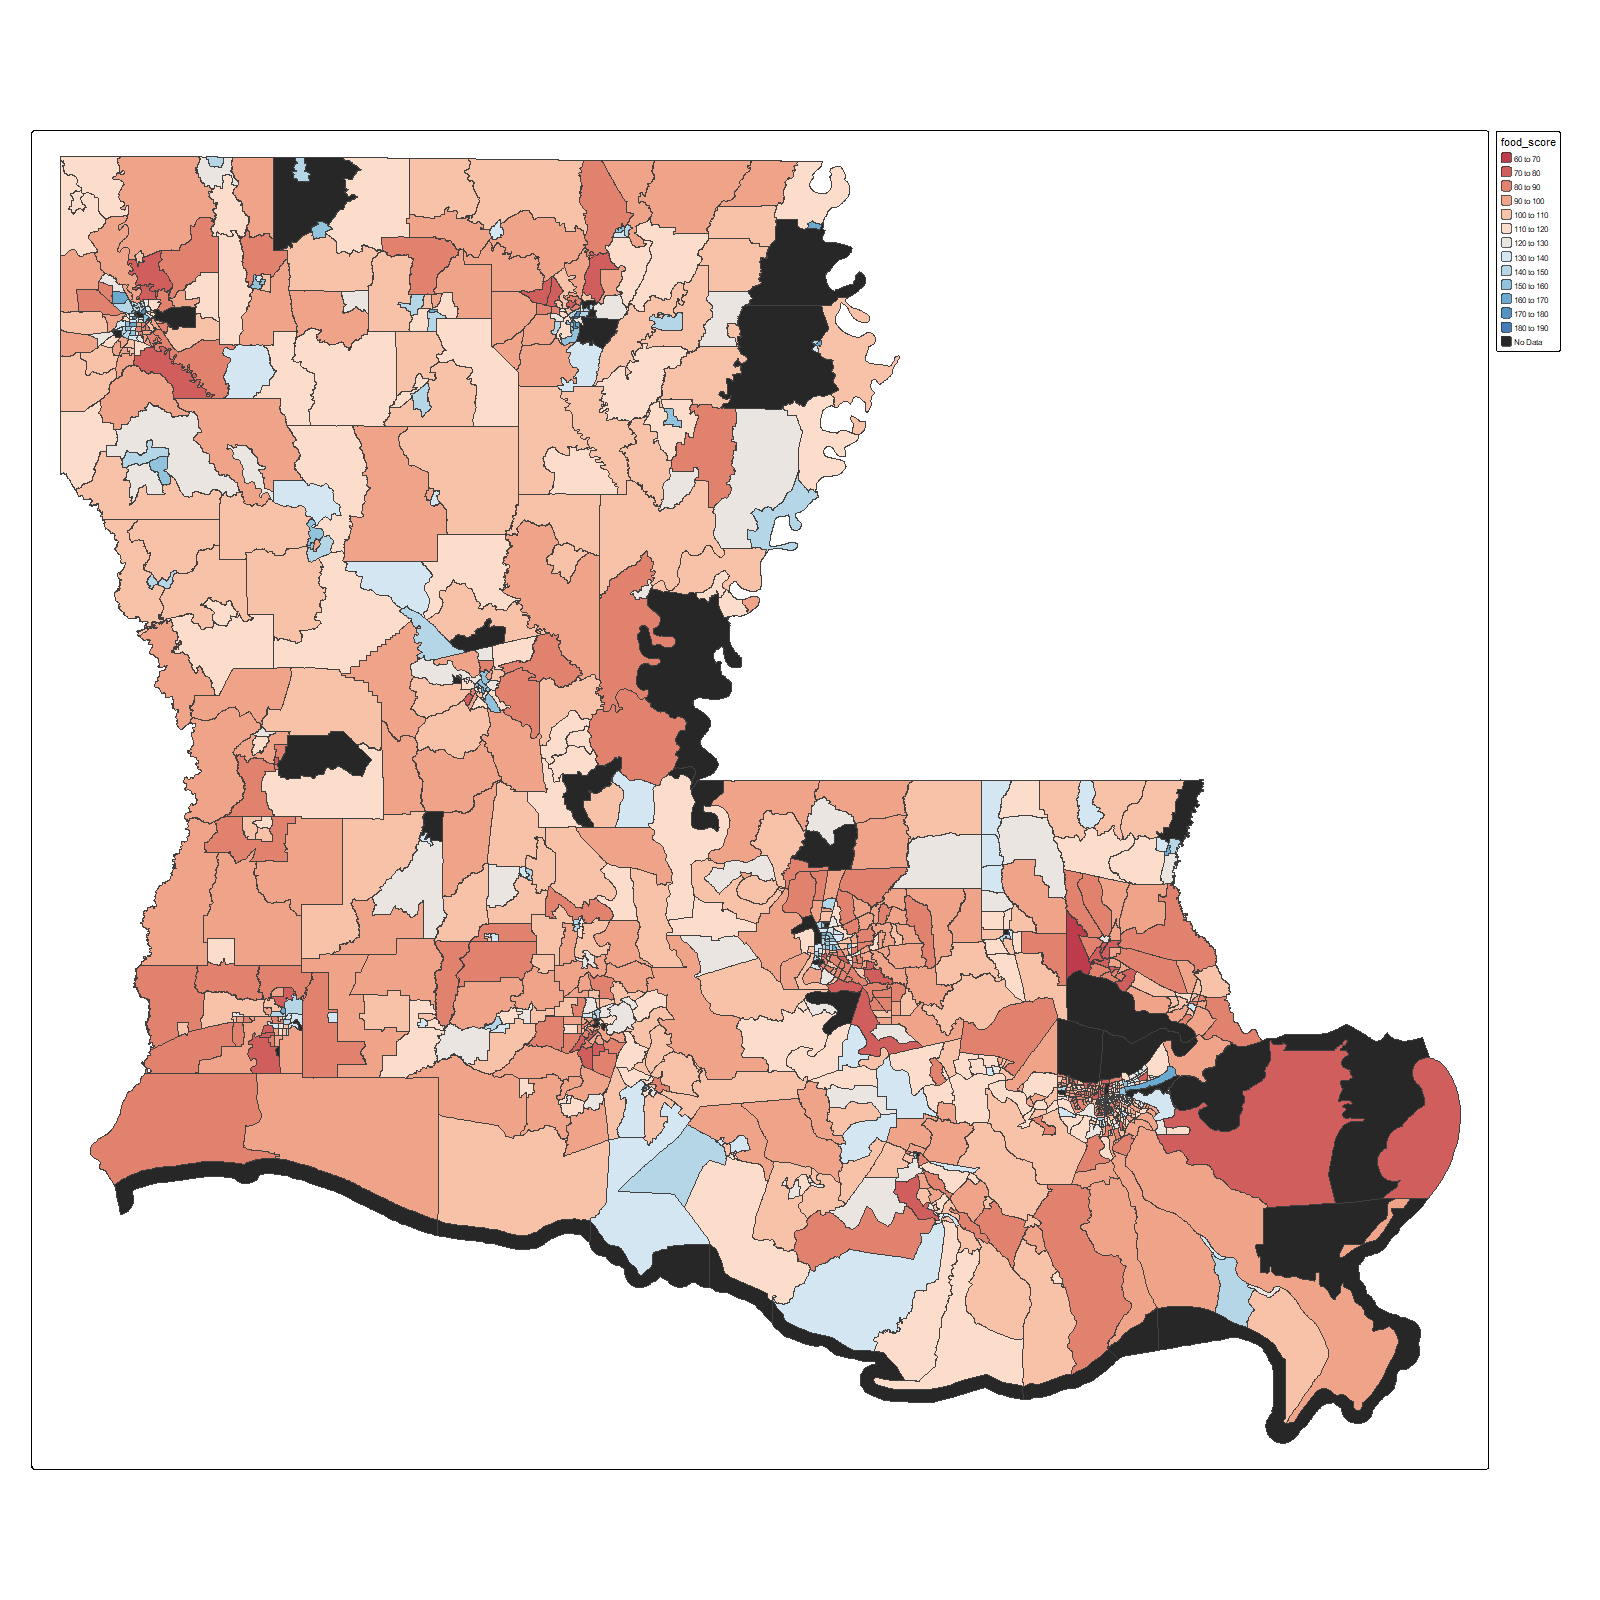 food_score
60 to 70
70 to 80
80 to 90
90 to 100
100 to 110
110 to 120
120 to 130
130 to 140
140 to 150
150 to 160
160 to 170
170 to 180
180 to 190
No Data